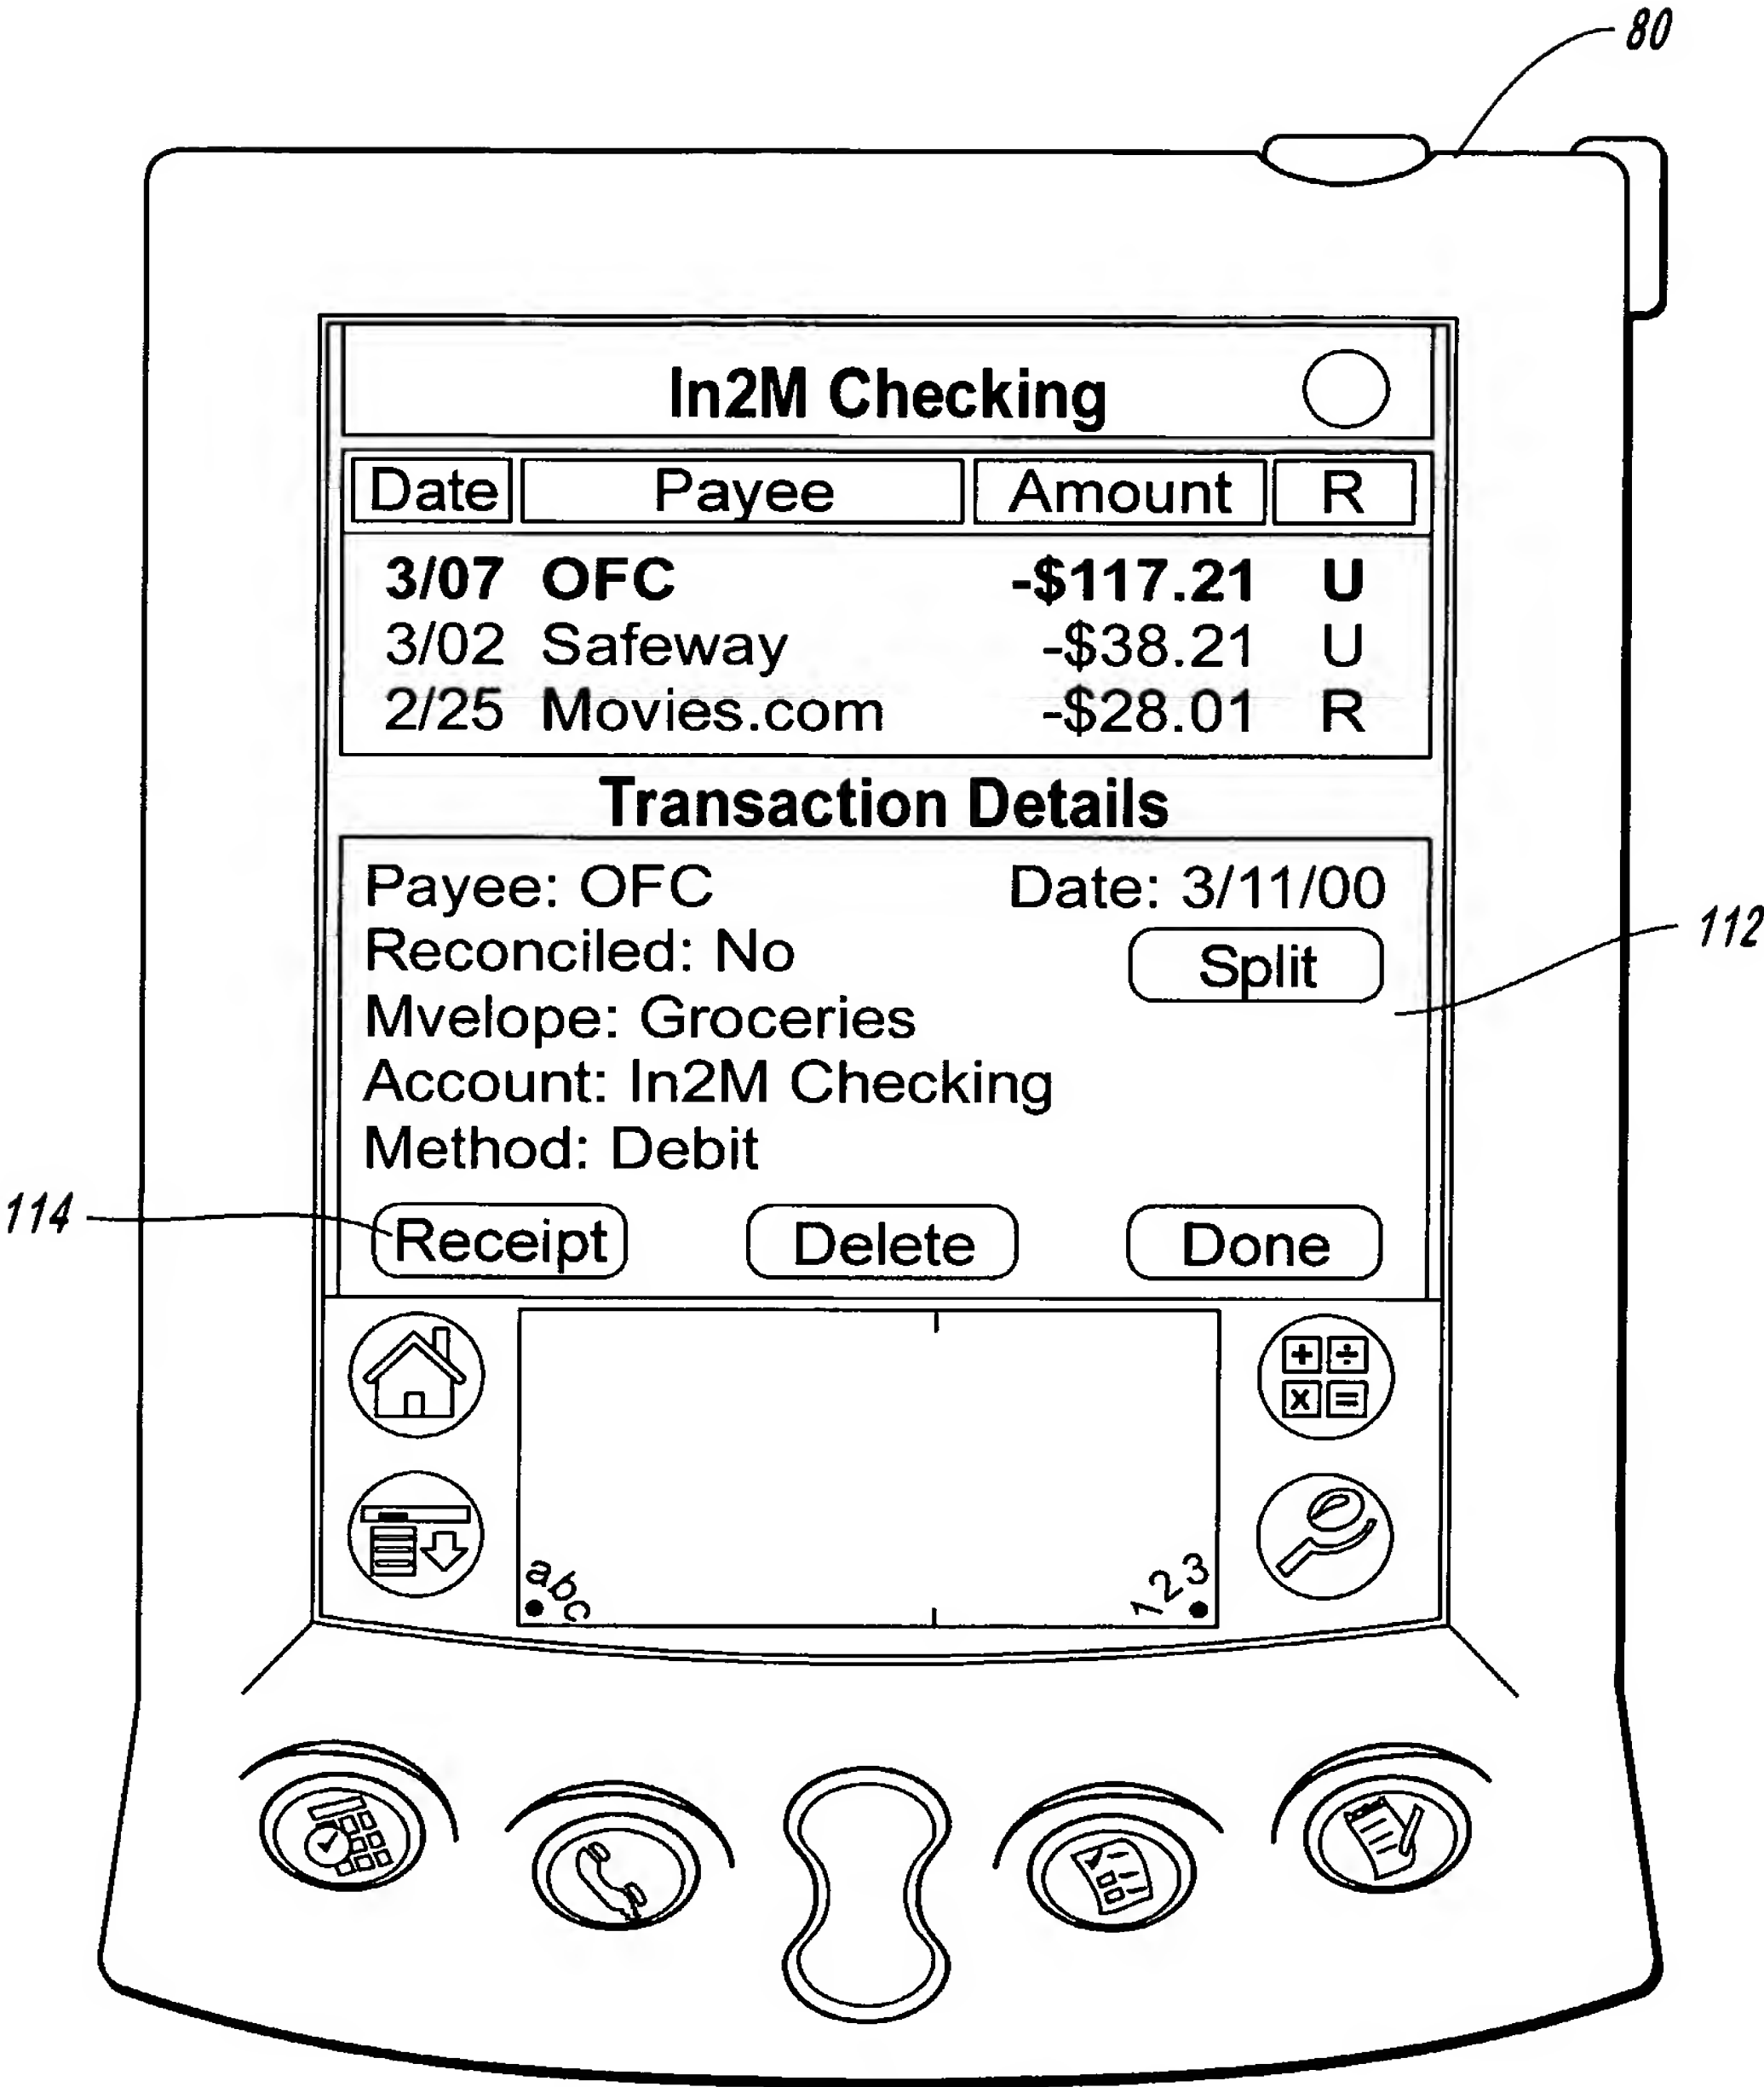 80
In2M Checking
Date Payee Amount R
3/07 OFC -$117.21 U
3/02 Safeway -$38.21 U
2/25 Movies.com -$28.01 R
Transaction Details
Payee: OFC Date: 3/11/00
Reconciled: No Split
112
Mvelope: Groceries
Account: In2M Checking
Method: Debit
114 Receipt Delete Done
+ ÷
x =
abc 123